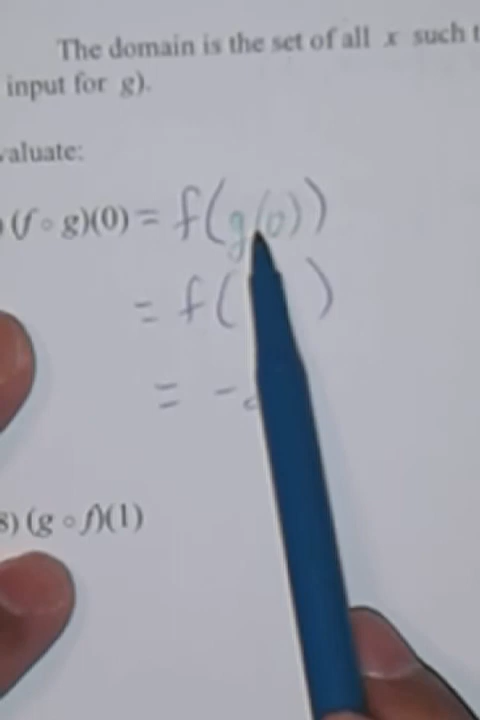 The domain is the set of all x such t
input for g).
valuate:
(f ∘ g)(0) = f(g(0))
= f( )
= -
8) (g ∘ f)(1)